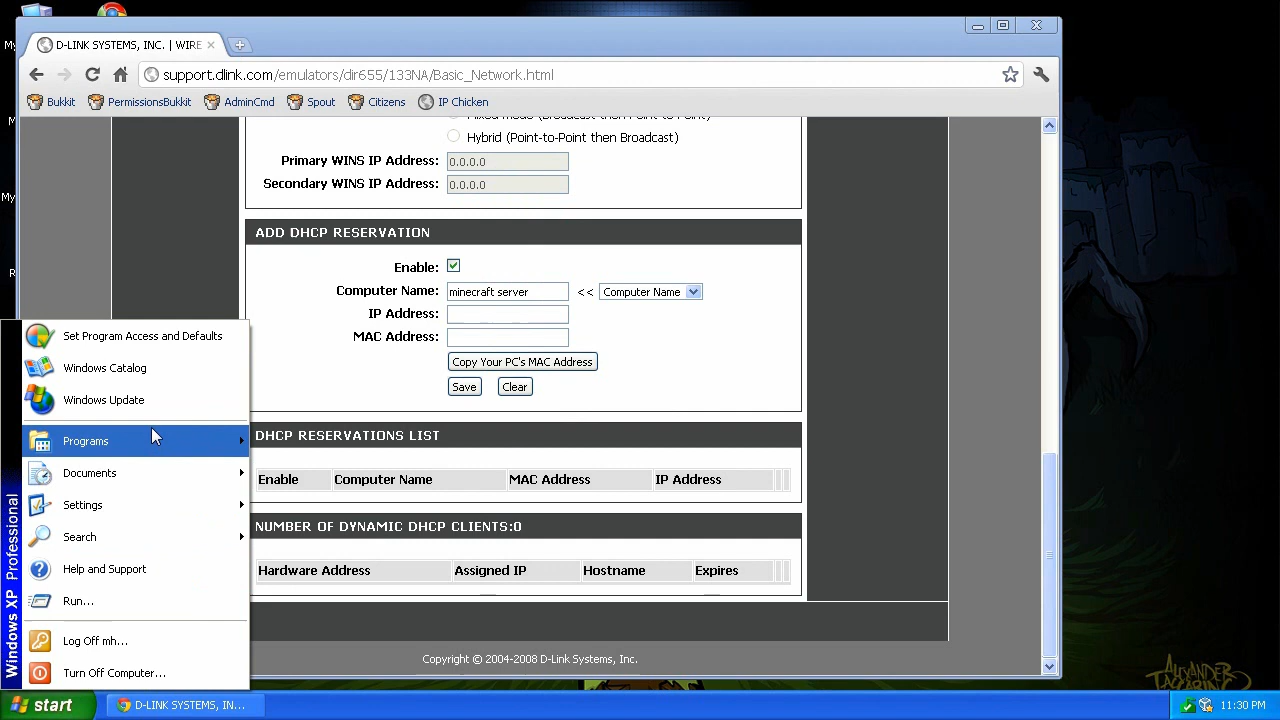 D-LINK SYSTEMS, INC. | WIRE
support.dlink.com/emulators/dir655/133NA/Basic_Network.html
Bukkit PermissionsBukkit AdminCmd Spout Citizens IP Chicken
Hybrid (Point-to-Point then Broadcast)
Primary WINS IP Address: 0.0.0.0
Secondary WINS IP Address: 0.0.0.0
ADD DHCP RESERVATION
Enable:
Computer Name: minecraft server << Computer Name
IP Address:
MAC Address:
Copy Your PC's MAC Address
Save Clear
DHCP RESERVATIONS LIST
Enable Computer Name MAC Address IP Address
NUMBER OF DYNAMIC DHCP CLIENTS:0
Hardware Address Assigned IP Hostname Expires
Copyright © 2004-2008 D-Link Systems, Inc.
Set Program Access and Defaults
Windows Catalog
Windows Update
Programs
Documents
Settings
Search
Help and Support
Run...
Log Off mh...
Turn Off Computer...
Windows XP Professional
start
D-LINK SYSTEMS, IN...
11:30 PM